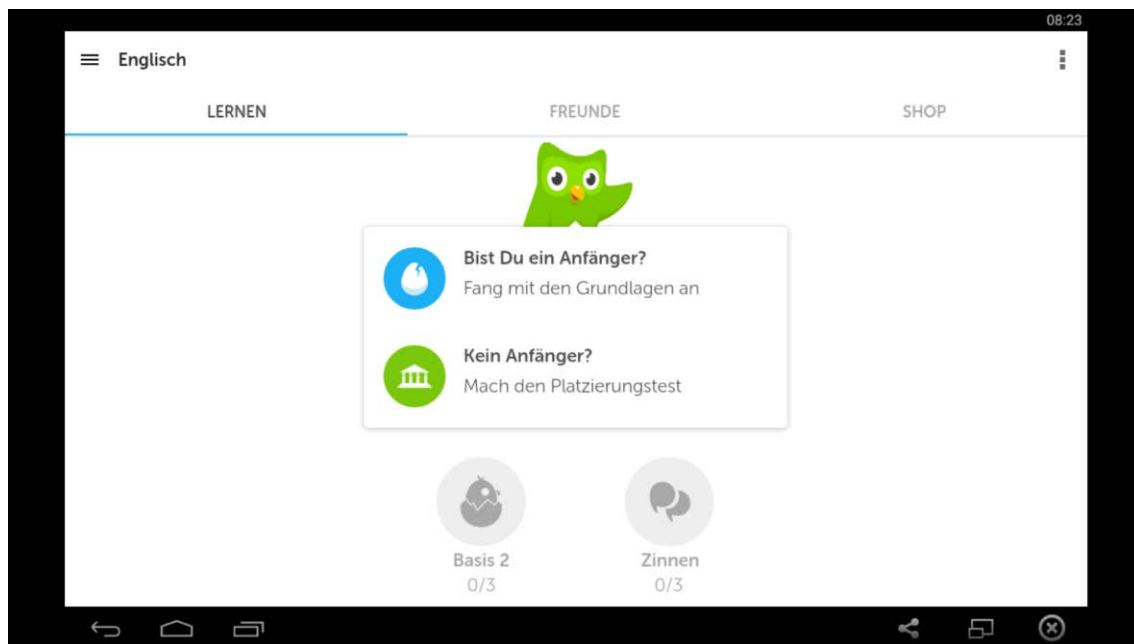 08:23
Englisch
LERNEN FREUNDE SHOP
Bist Du ein Anfänger?
Fang mit den Grundlagen an
Kein Anfänger?
Mach den Platzierungstest
Basis 2 Zinnen
0/3 0/3